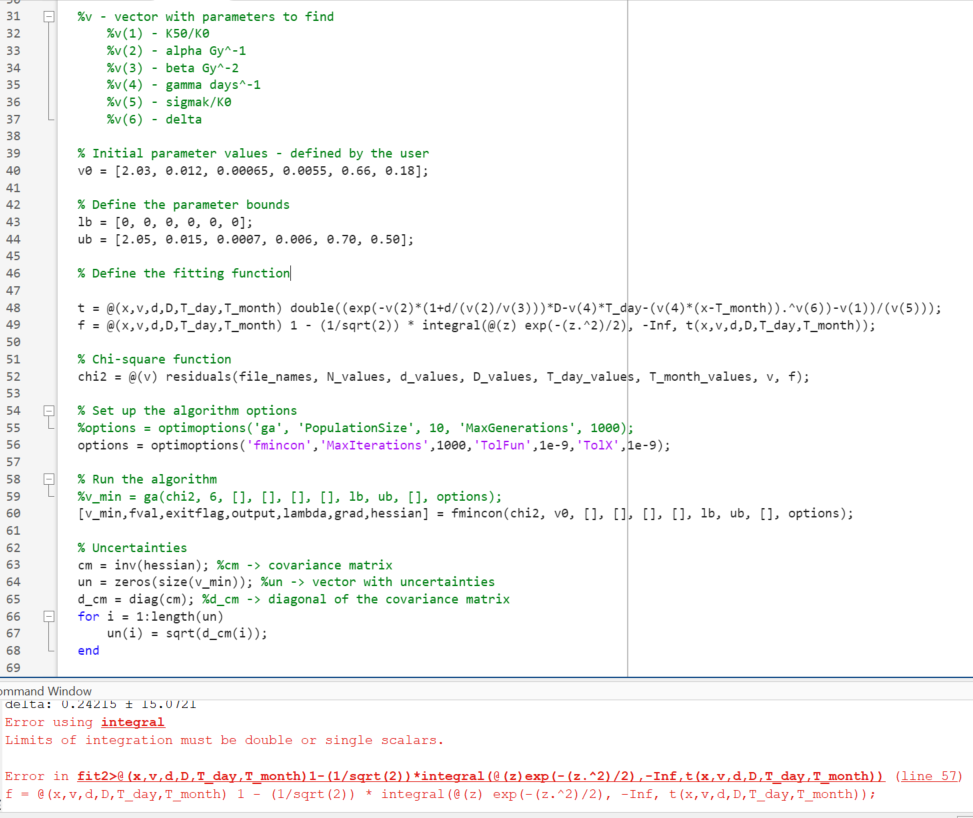 31 %v - vector with parameters to find
32 %v(1) - K50/K0
33 %v(2) - alpha Gy^-1
34 %v(3) - beta Gy^-2
35 %v(4) - gamma days^-1
36 %v(5) - sigmak/K0
37 %v(6) - delta
38
39 % Initial parameter values - defined by the user
40 v0 = [2.03, 0.012, 0.00065, 0.0055, 0.66, 0.18];
41
42 % Define the parameter bounds
43 lb = [0, 0, 0, 0, 0, 0];
44 ub = [2.05, 0.015, 0.0007, 0.006, 0.70, 0.50];
45
46 % Define the fitting function
47
48 t = @(x,v,d,D,T_day,T_month) double((exp(-v(2)*(1+d/(v(2)/v(3)))*D-v(4)*T_day-(v(4)*(x-T_month)).^v(6))-v(1))/(v(5)));
49 f = @(x,v,d,D,T_day,T_month) 1 - (1/sqrt(2)) * integral(@(z) exp(-(z.^2)/2), -Inf, t(x,v,d,D,T_day,T_month));
50
51 % Chi-square function
52 chi2 = @(v) residuals(file_names, N_values, d_values, D_values, T_day_values, T_month_values, v, f);
53
54 % Set up the algorithm options
55 %options = optimoptions('ga', 'PopulationSize', 10, 'MaxGenerations', 1000);
56 options = optimoptions('fmincon','MaxIterations',1000,'TolFun',1e-9,'TolX',1e-9);
57
58 % Run the algorithm
59 %v_min = ga(chi2, 6, [], [], [], [], lb, ub, [], options);
60 [v_min,fval,exitflag,output,lambda,grad,hessian] = fmincon(chi2, v0, [], [], [], [], lb, ub, [], options);
61
62 % Uncertainties
63 cm = inv(hessian); %cm -> covariance matrix
64 un = zeros(size(v_min)); %un -> vector with uncertainties
65 d_cm = diag(cm); %d_cm -> diagonal of the covariance matrix
66 for i = 1:length(un)
67 un(i) = sqrt(d_cm(i));
68 end
69
ommand Window
delta: 0.24215 ± 15.0721
Error using integral
Limits of integration must be double or single scalars.
Error in fit2>@(x,v,d,D,T_day,T_month)1-(1/sqrt(2))*integral(@(z)exp(-(z.^2)/2),-Inf,t(x,v,d,D,T_day,T_month)) (line 57)
f = @(x,v,d,D,T_day,T_month) 1 - (1/sqrt(2)) * integral(@(z) exp(-(z.^2)/2), -Inf, t(x,v,d,D,T_day,T_month));